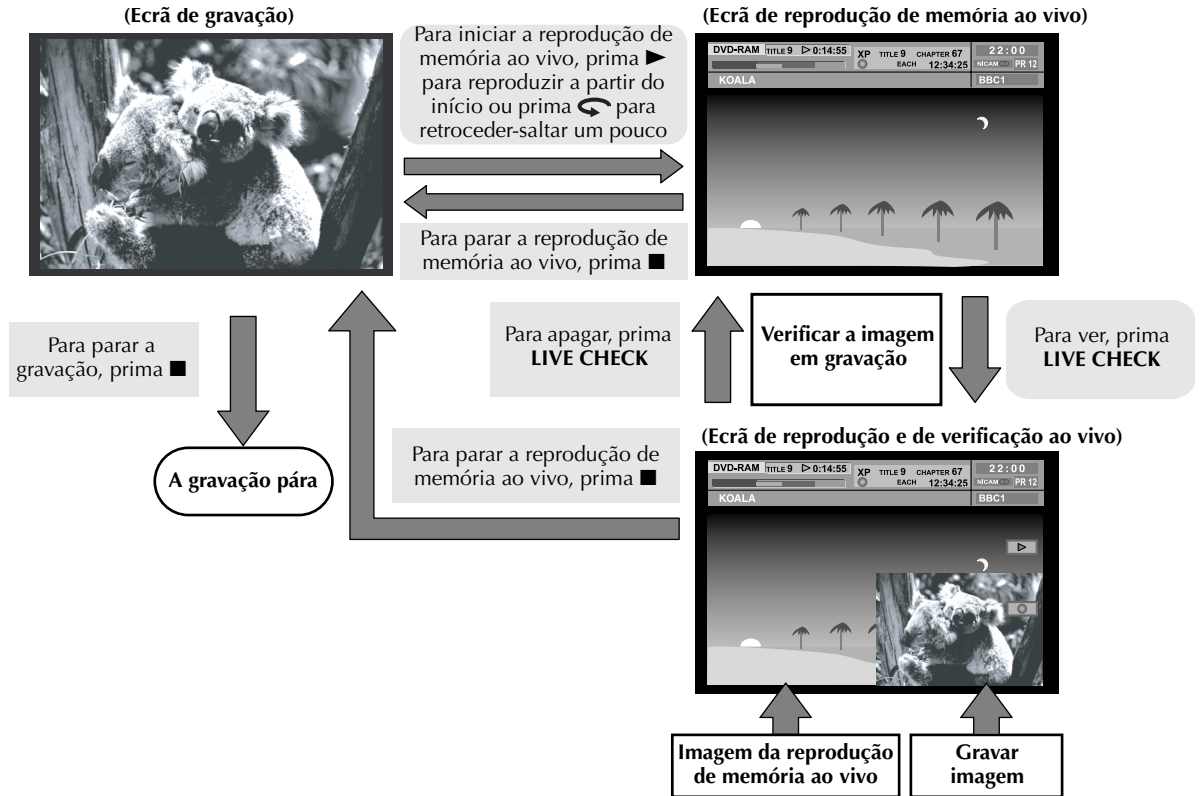 (Ecrã de gravação)
Para iniciar a reprodução de
memória ao vivo, prima ►
para reproduzir a partir do
início ou prima para
retroceder-saltar um pouco
(Ecrã de reprodução de memória ao vivo)
DVD-RAM TITLE 9 ▷ 0:14:55 XP TITLE 9 CHAPTER 67 22:00
EACH 12:34:25 NICAM PR 12
KOALA BBC1
Para parar a reprodução de
memória ao vivo, prima ■
Para parar a
gravação, prima ■
A gravação pára
Para apagar, prima
LIVE CHECK
Verificar a imagem
em gravação
Para ver, prima
LIVE CHECK
Para parar a reprodução de
memória ao vivo, prima ■
(Ecrã de reprodução e de verificação ao vivo)
DVD-RAM TITLE 9 ▷ 0:14:55 XP TITLE 9 CHAPTER 67 22:00
EACH 12:34:25 NICAM PR 12
KOALA BBC1
Imagem da reprodução
de memória ao vivo
Gravar
imagem